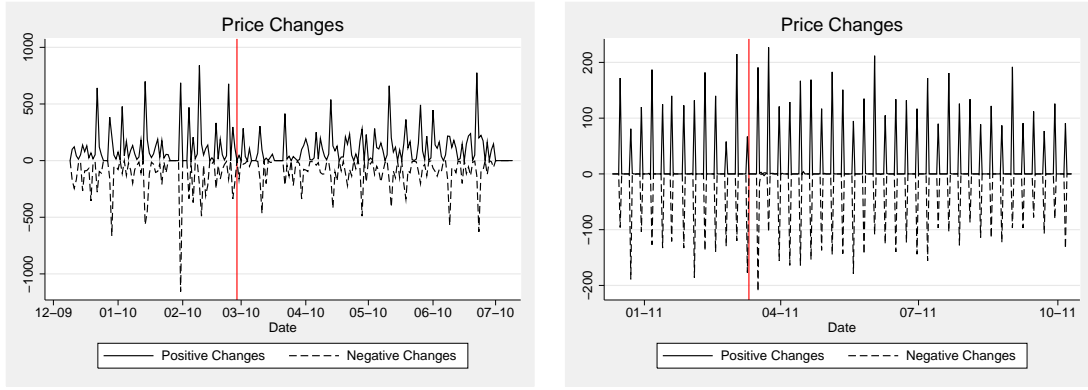 Price Changes
1000
500
0
−500
−1000
12−09
01−10
02−10
03−10
04−10
05−10
06−10
07−10
Date
Positive Changes
Negative Changes
Price Changes
200
100
0
−100
−200
01−11
04−11
07−11
10−11
Date
Positive Changes
Negative Changes